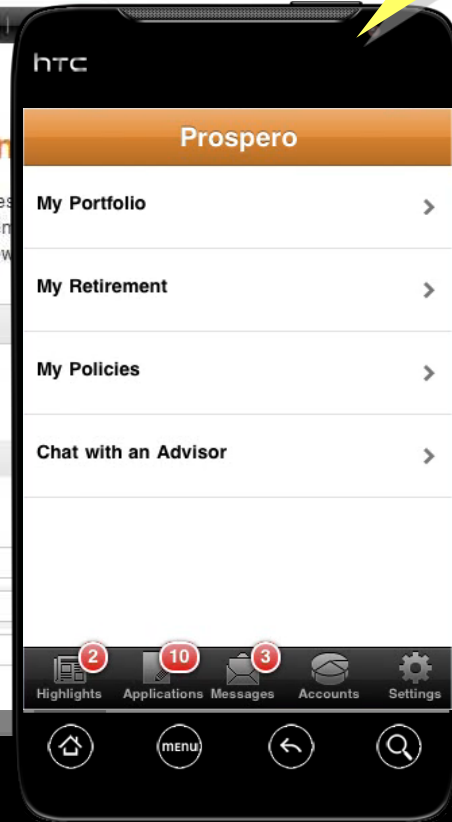 hTC
Prospero
My Portfolio
My Retirement
My Policies
Chat with an Advisor
2 10 3
Highlights Applications Messages Accounts Settings
MENU